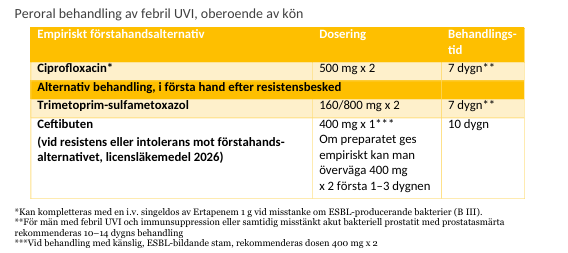 Peroral behandling av febril UVI, oberoende av kön
Empiriskt förstahandsalternativ Dosering Behandlings-
tid
Ciprofloxacin* 500 mg x 2 7 dygn**
Alternativ behandling, i första hand efter resistensbesked
Trimetoprim-sulfametoxazol 160/800 mg x 2 7 dygn**
Ceftibuten 400 mg x 1*** 10 dygn
(vid resistens eller intolerans mot förstahands-
alternativet, licensläkemedel 2026)
Om preparatet ges
empiriskt kan man
överväga 400 mg
x 2 första 1–3 dygnen
*Kan kompletteras med en i.v. singeldos av Ertapenem 1 g vid misstanke om ESBL-producerande bakterier (B III).
**För män med febril UVI och immunsuppression eller samtidig misstänkt akut bakteriell prostatit med prostatasmärta
rekommenderas 10–14 dygns behandling
***Vid behandling med känslig, ESBL-bildande stam, rekommenderas dosen 400 mg x 2